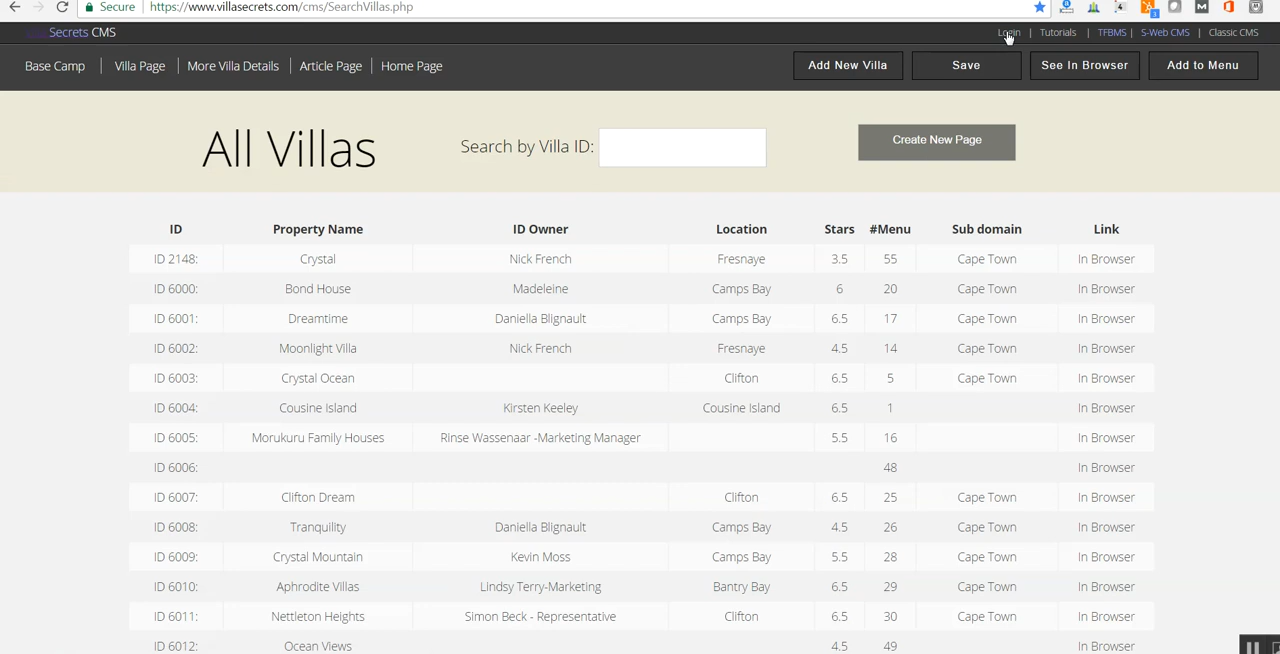 Secure | https://www.villasecrets.com/cms/SearchVillas.php
Secrets CMS
Login | Tutorials | TFBMS | S-Web CMS | Classic CMS
Base Camp | Villa Page | More Villa Details | Article Page | Home Page
Add New Villa Save See In Browser Add to Menu
All Villas Search by Villa ID: Create New Page
ID Property Name ID Owner Location Stars #Menu Sub domain Link
ID 2148: Crystal Nick French Fresnaye 3.5 55 Cape Town In Browser
ID 6000: Bond House Madeleine Camps Bay 6 20 Cape Town In Browser
ID 6001: Dreamtime Daniella Blignault Camps Bay 6.5 17 Cape Town In Browser
ID 6002: Moonlight Villa Nick French Fresnaye 4.5 14 Cape Town In Browser
ID 6003: Crystal Ocean Clifton 6.5 5 Cape Town In Browser
ID 6004: Cousine Island Kirsten Keeley Cousine Island 6.5 1 In Browser
ID 6005: Morukuru Family Houses Rinse Wassenaar -Marketing Manager 5.5 16 In Browser
ID 6006: 48 In Browser
ID 6007: Clifton Dream Clifton 6.5 25 Cape Town In Browser
ID 6008: Tranquility Daniella Blignault Camps Bay 4.5 26 Cape Town In Browser
ID 6009: Crystal Mountain Kevin Moss Camps Bay 5.5 28 Cape Town In Browser
ID 6010: Aphrodite Villas Lindsy Terry-Marketing Bantry Bay 6.5 29 Cape Town In Browser
ID 6011: Nettleton Heights Simon Beck - Representative Clifton 6.5 30 Cape Town In Browser
ID 6012: Ocean Views 4.5 49 In Browser